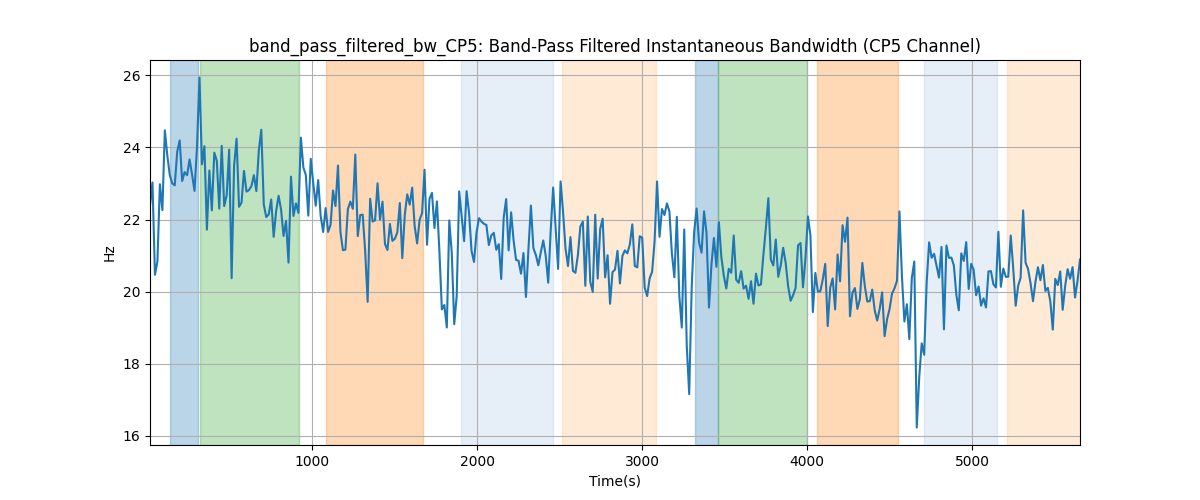 band_pass_filtered_bw_CP5: Band-Pass Filtered Instantaneous Bandwidth (CP5 Channel)
26
24
22
20
18
16
Hz
1000 2000 3000 4000 5000
Time(s)